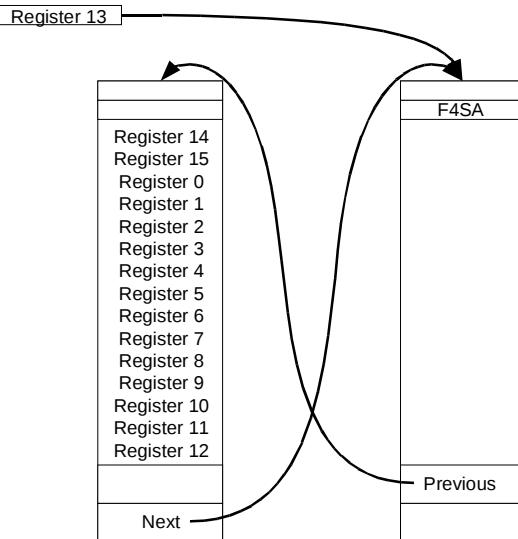 Register 13
F4SA
Register 14
Register 15
Register 0
Register 1
Register 2
Register 3
Register 4
Register 5
Register 6
Register 7
Register 8
Register 9
Register 10
Register 11
Register 12
Previous
Next